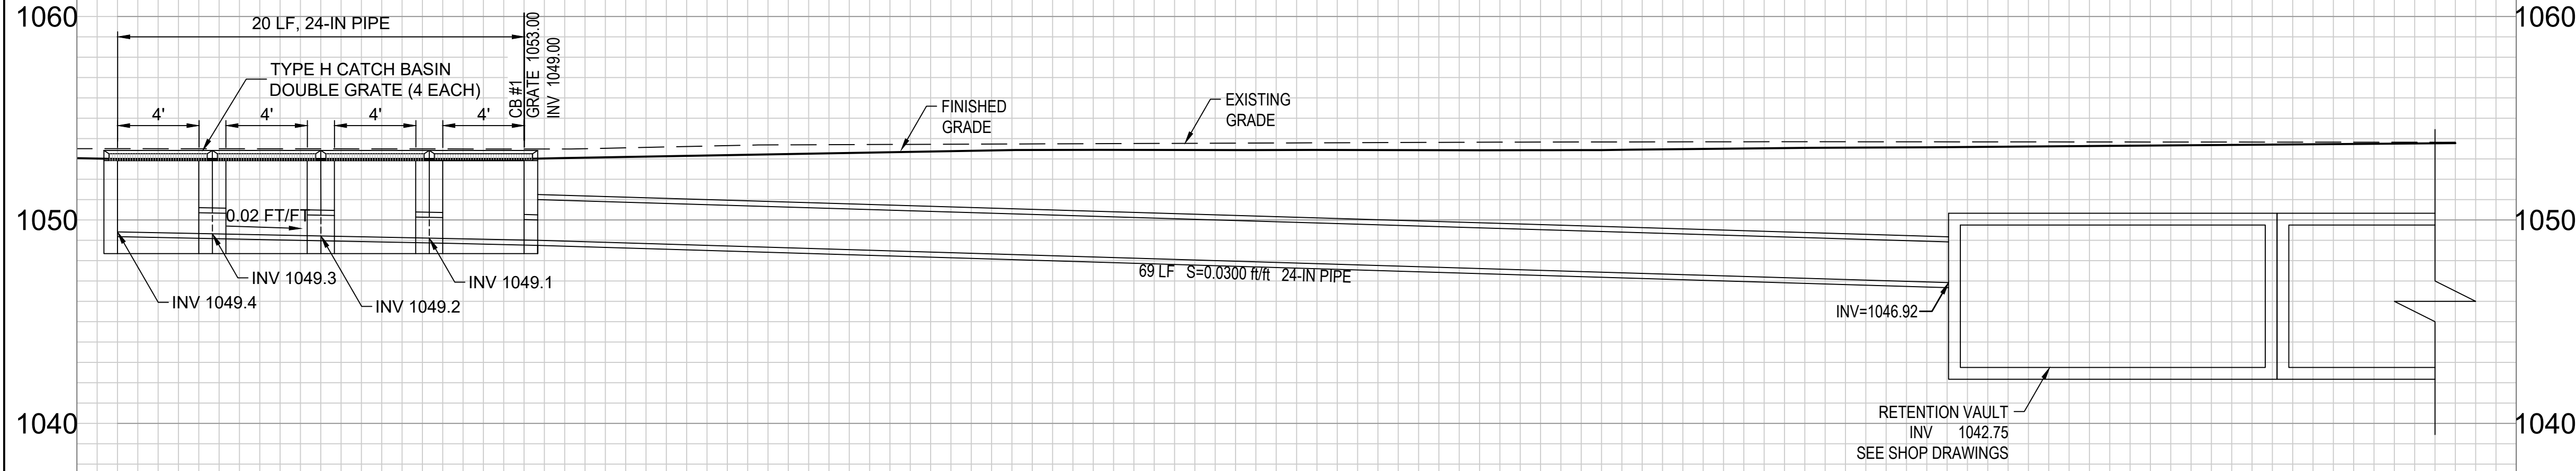 1060
1060
20 LF, 24-IN PIPE
CB #1
GRATE 1053.00
INV 1049.00
TYPE H CATCH BASIN
DOUBLE GRATE (4 EACH)
4'
4'
4'
4'
FINISHED
GRADE
EXISTING
GRADE
1050
1050
0.02 FT/FT
INV 1049.4
INV 1049.3
INV 1049.2
INV 1049.1
69 LF S=0.0300 ft/ft 24-IN PIPE
INV=1046.92
1040
1040
RETENTION VAULT
INV 1042.75
SEE SHOP DRAWINGS